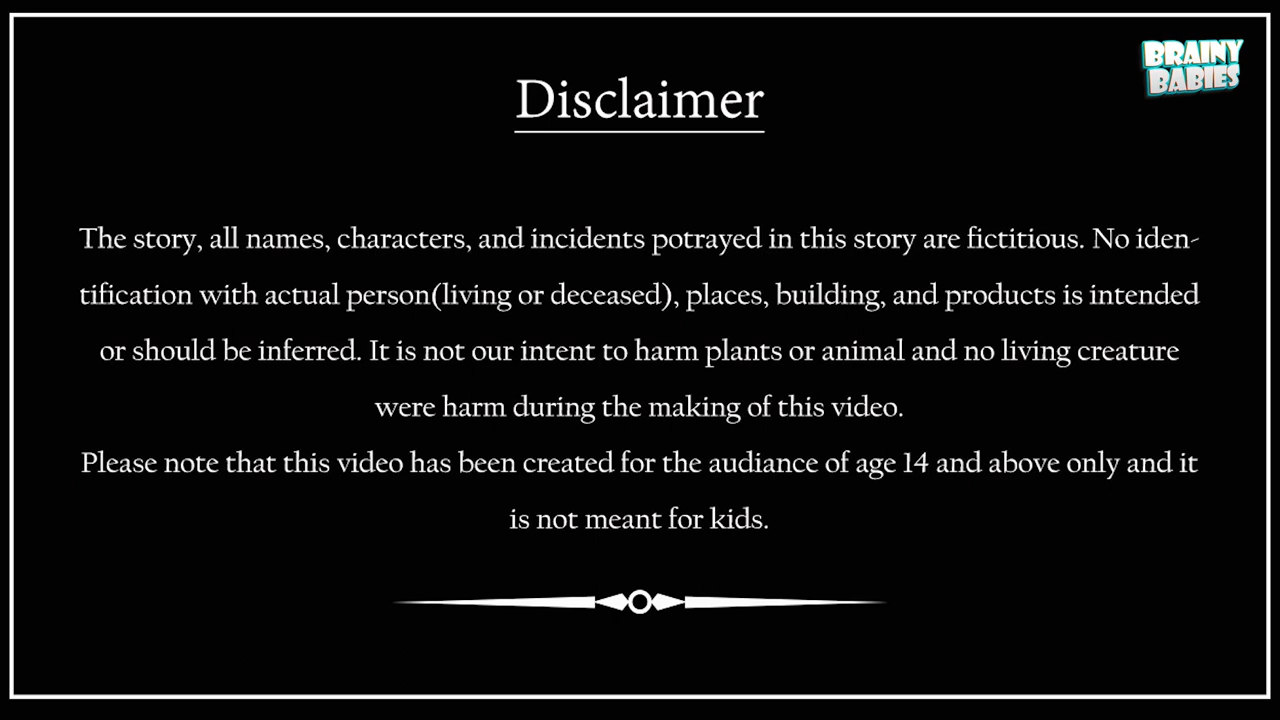 BRAINY
BABIES
Disclaimer
The story, all names, characters, and incidents potrayed in this story are fictitious. No iden-
tification with actual person(living or deceased), places, building, and products is intended
or should be inferred. It is not our intent to harm plants or animal and no living creature
were harm during the making of this video.
Please note that this video has been created for the audiance of age 14 and above only and it
is not meant for kids.